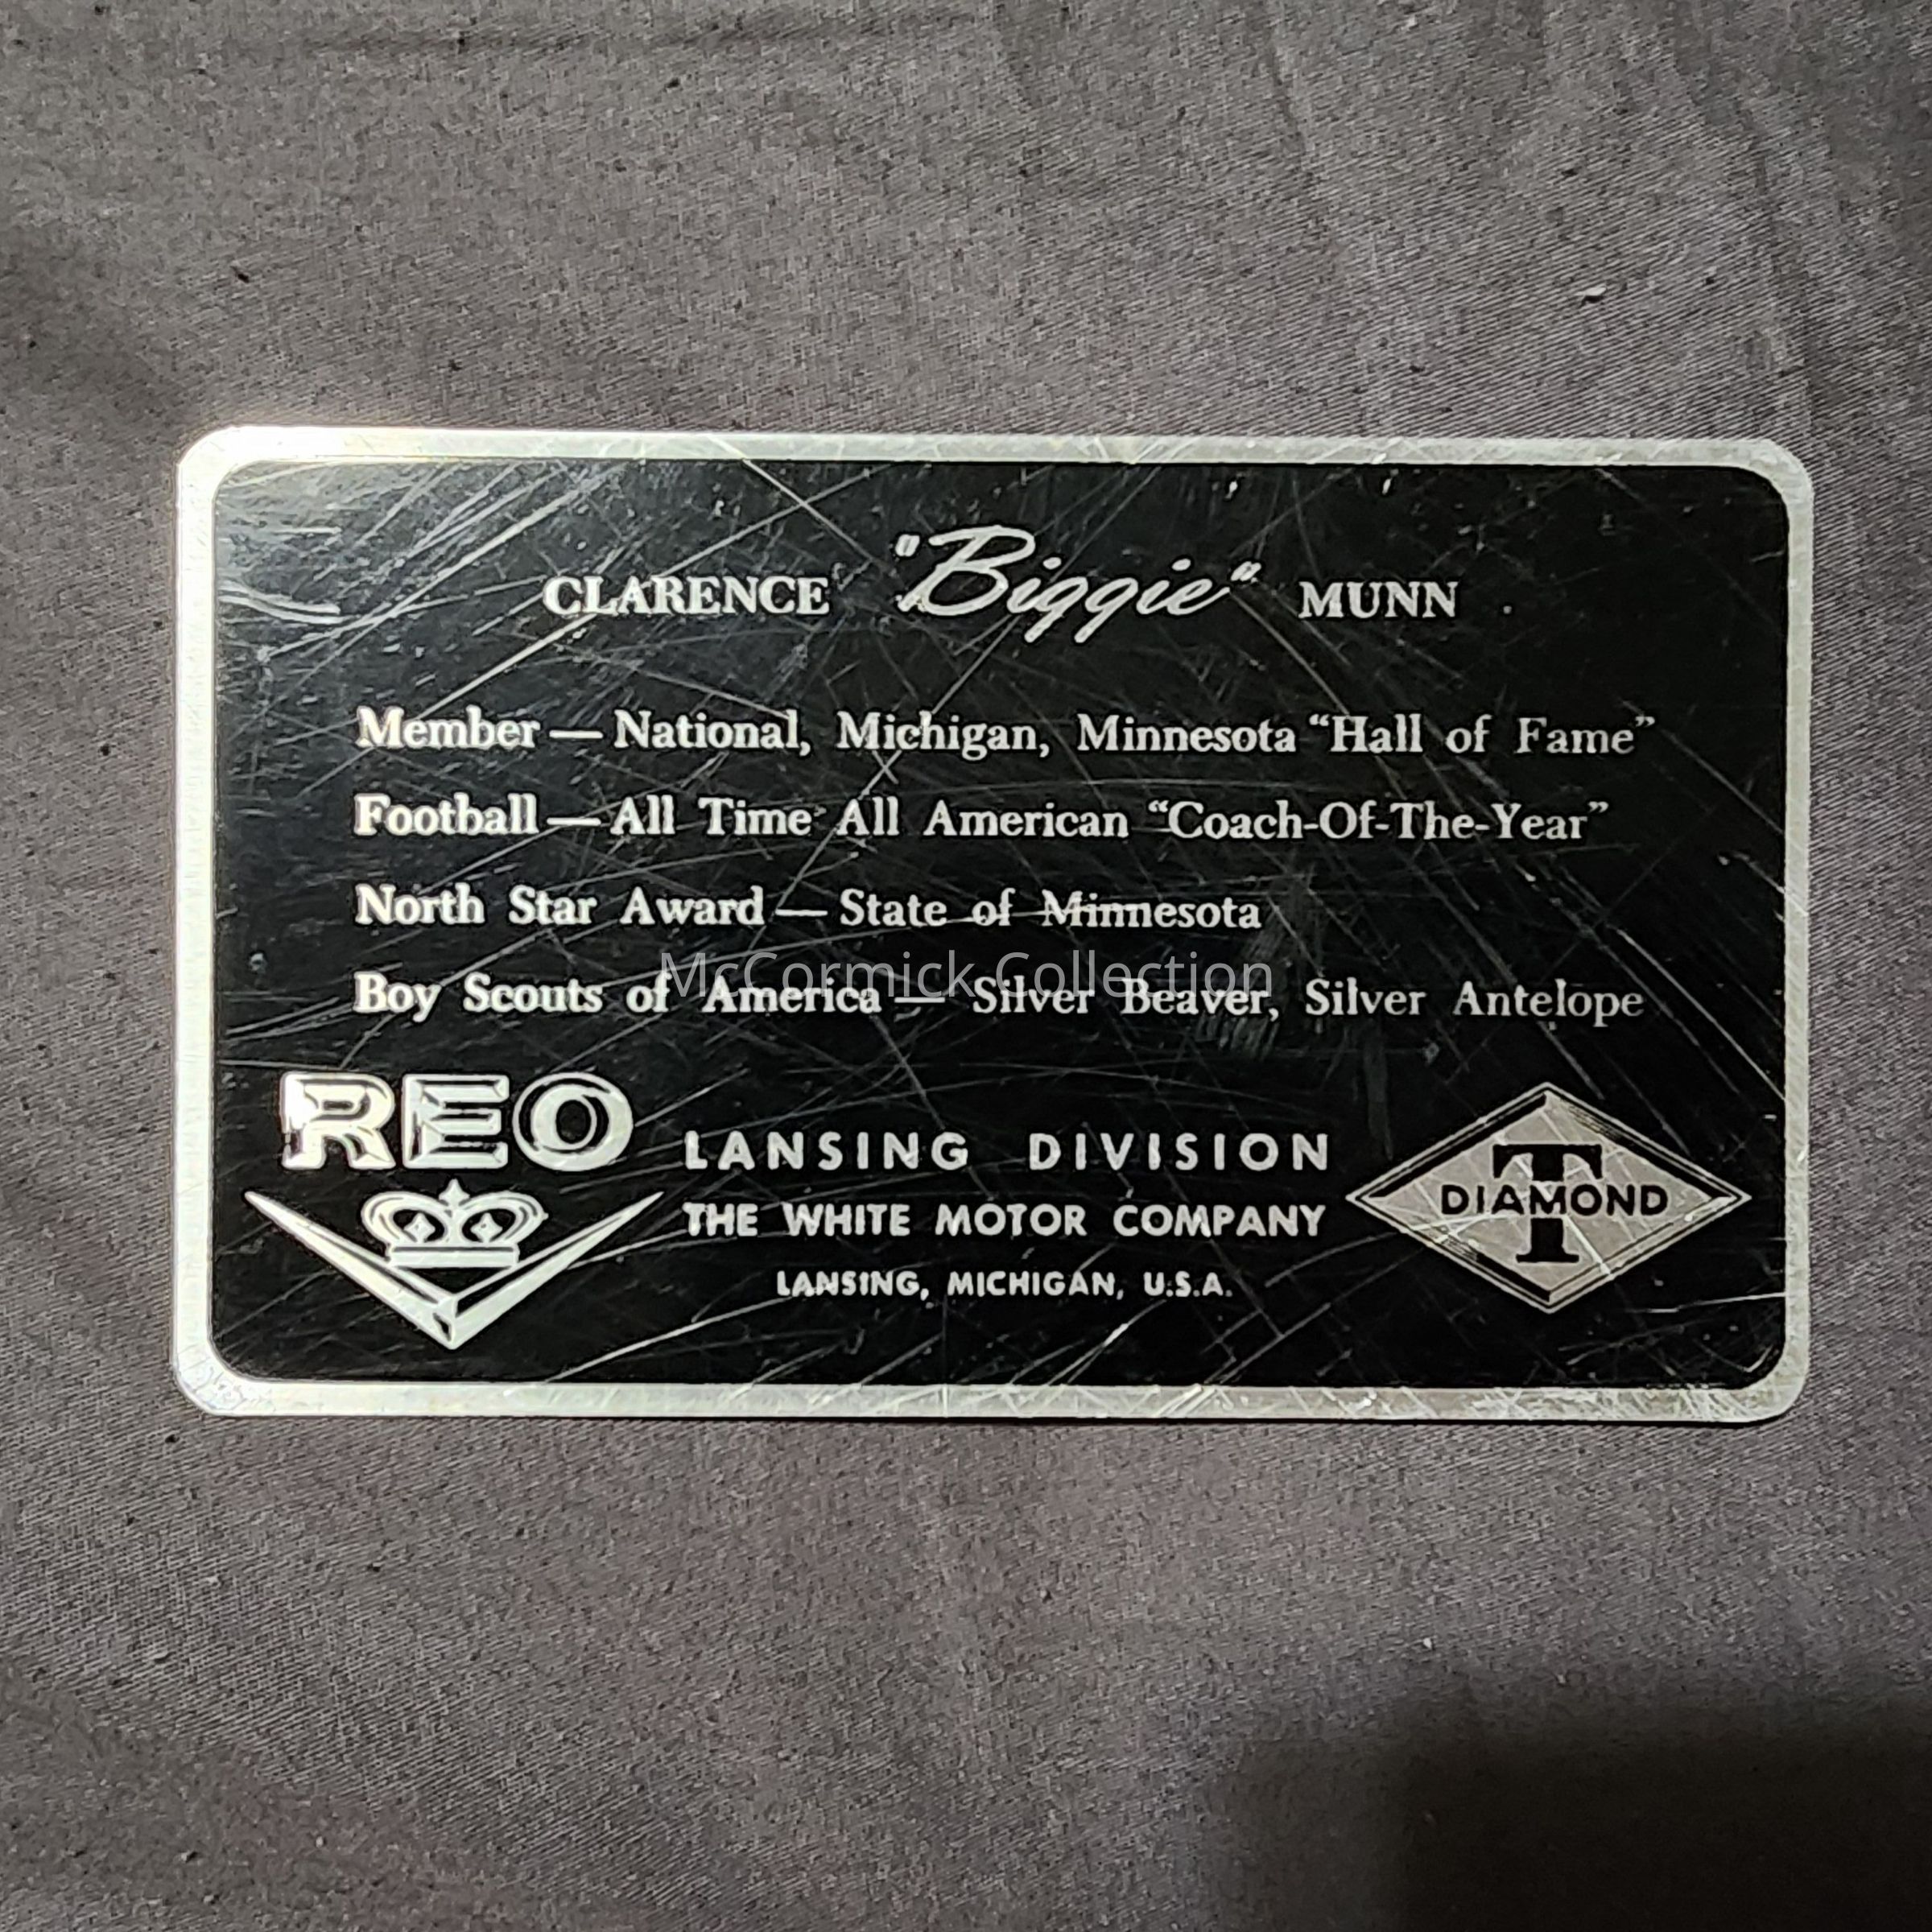 CLARENCE "Biggie" MUNN
Member — National, Michigan, Minnesota “Hall of Fame”
Football — All Time All American “Coach-Of-The-Year”
North Star Award — State of Minnesota
McCormick Collection
Boy Scouts of America — Silver Beaver, Silver Antelope
REO
LANSING DIVISION
THE WHITE MOTOR COMPANY
LANSING, MICHIGAN, U.S.A.
T
DIAMOND